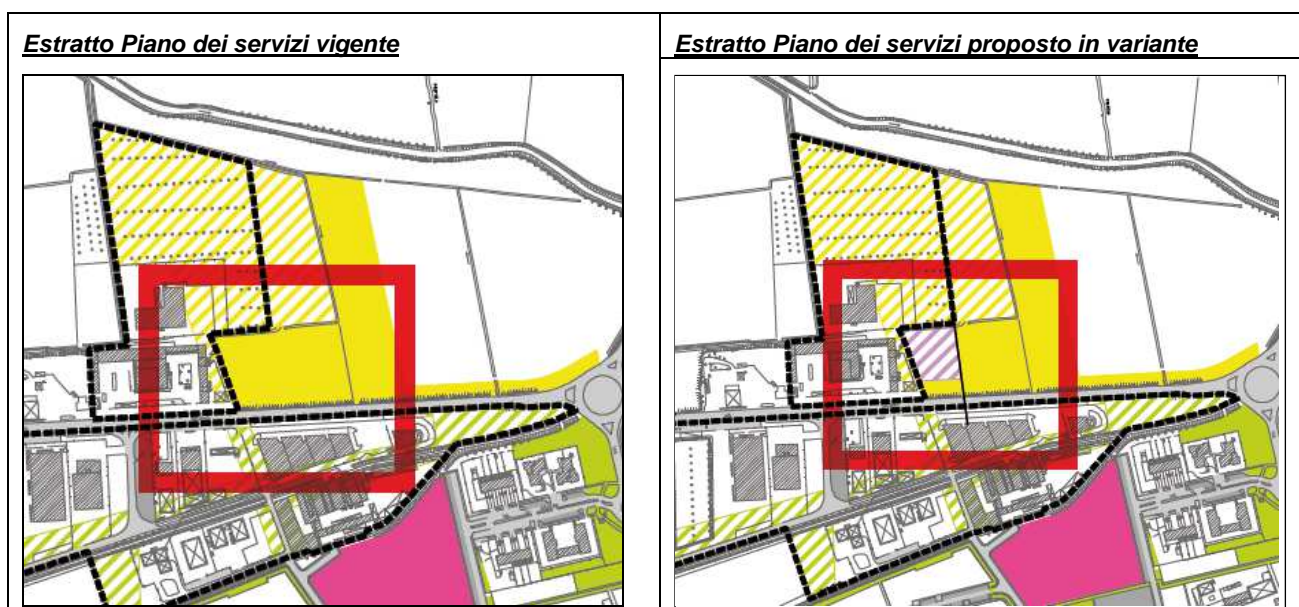 Estratto Piano dei servizi vigente
Estratto Piano dei servizi proposto in variante